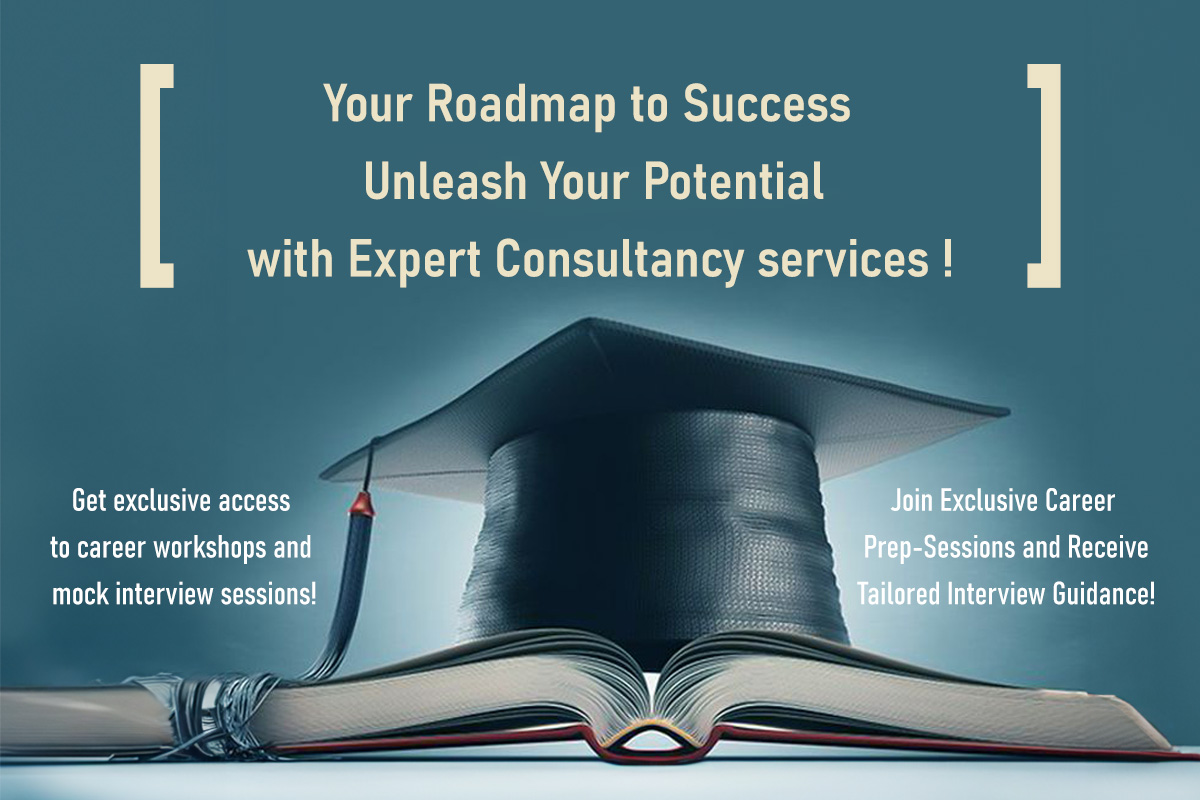 Your Roadmap to Success
Unleash Your Potential
with Expert Consultancy services !
Get exclusive access
to career workshops and
mock interview sessions!
Join Exclusive Career
Prep-Sessions and Receive
Tailored Interview Guidance!